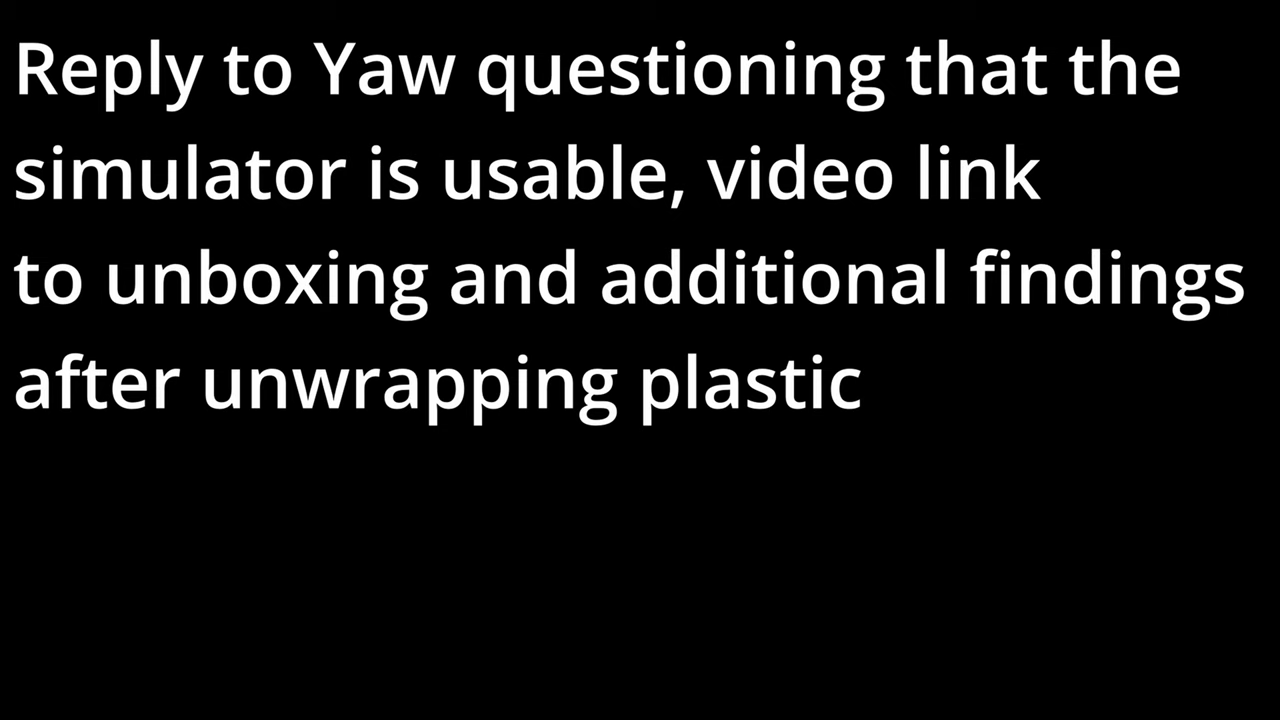 Reply to Yaw questioning that the
simulator is usable, video link
to unboxing and additional findings
after unwrapping plastic